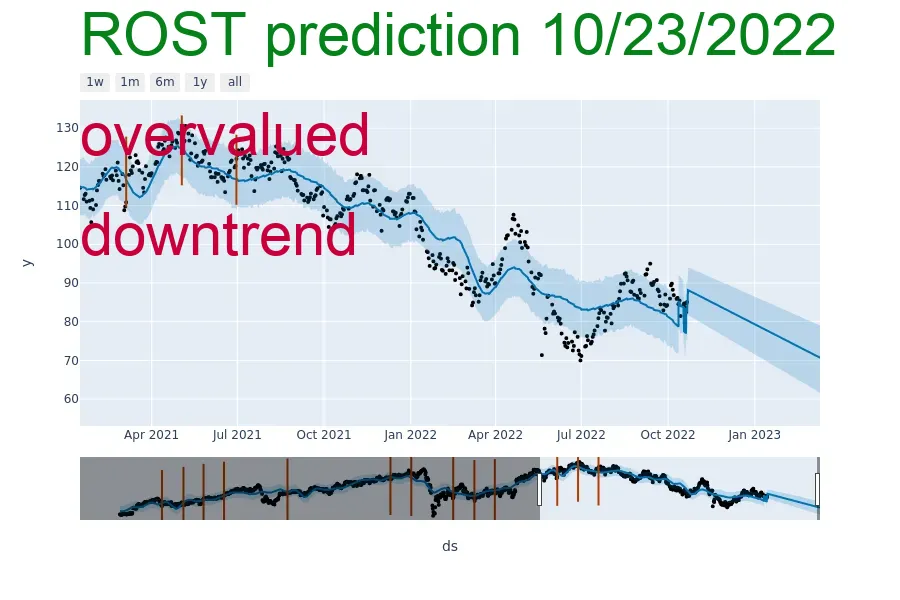 ROST prediction 10/23/2022
1w 1m 6m 1y all
overvalued
downtrend
130
120
110
100
90
80
70
60
y
Apr 2021 Jul 2021 Oct 2021 Jan 2022 Apr 2022 Jul 2022 Oct 2022 Jan 2023
ds